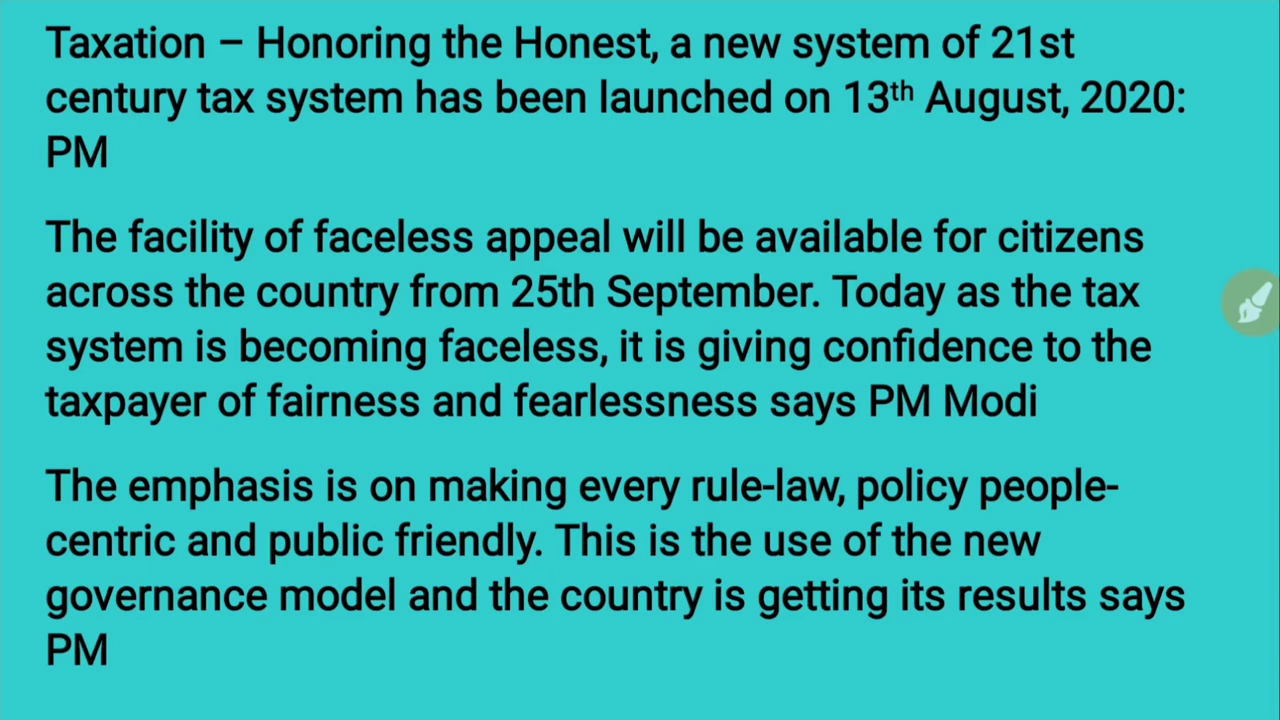 Taxation – Honoring the Honest, a new system of 21st
century tax system has been launched on 13th August, 2020:
PM
The facility of faceless appeal will be available for citizens
across the country from 25th September. Today as the tax
system is becoming faceless, it is giving confidence to the
taxpayer of fairness and fearlessness says PM Modi
The emphasis is on making every rule-law, policy people-
centric and public friendly. This is the use of the new
governance model and the country is getting its results says
PM